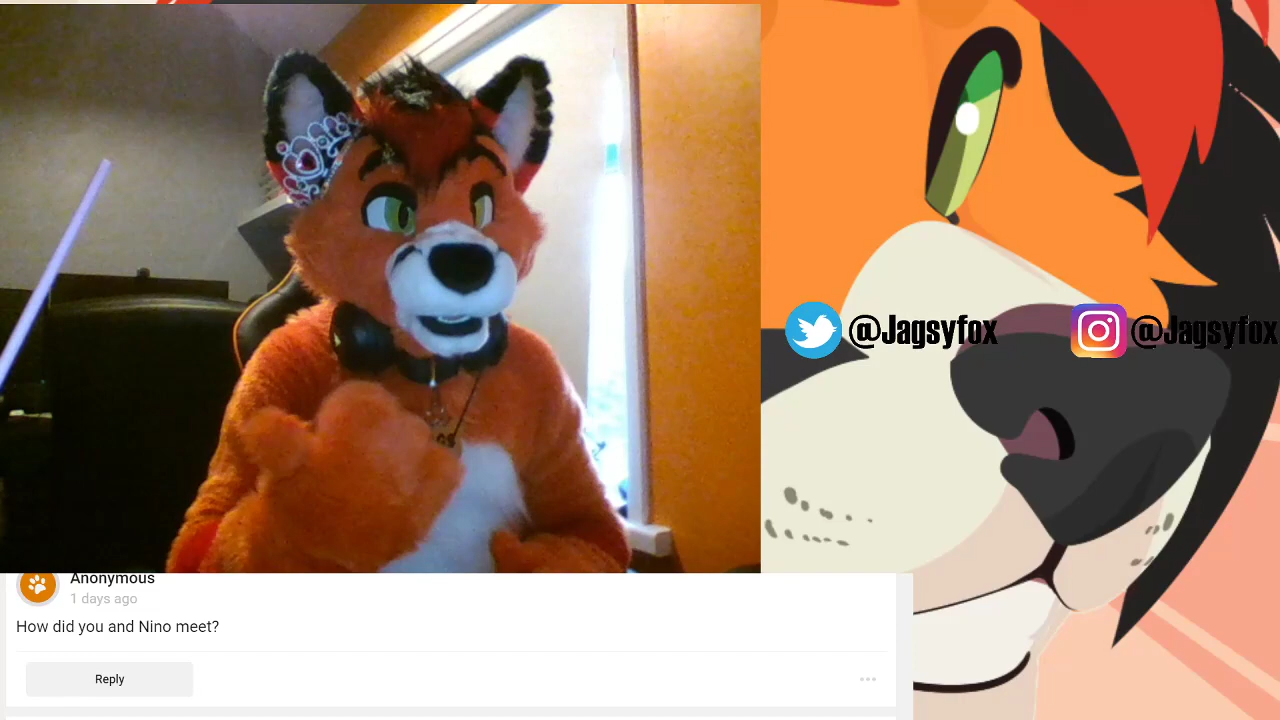 @Jagsyfox @Jagsyfox
Anonymous
1 days ago
How did you and Nino meet?
Reply